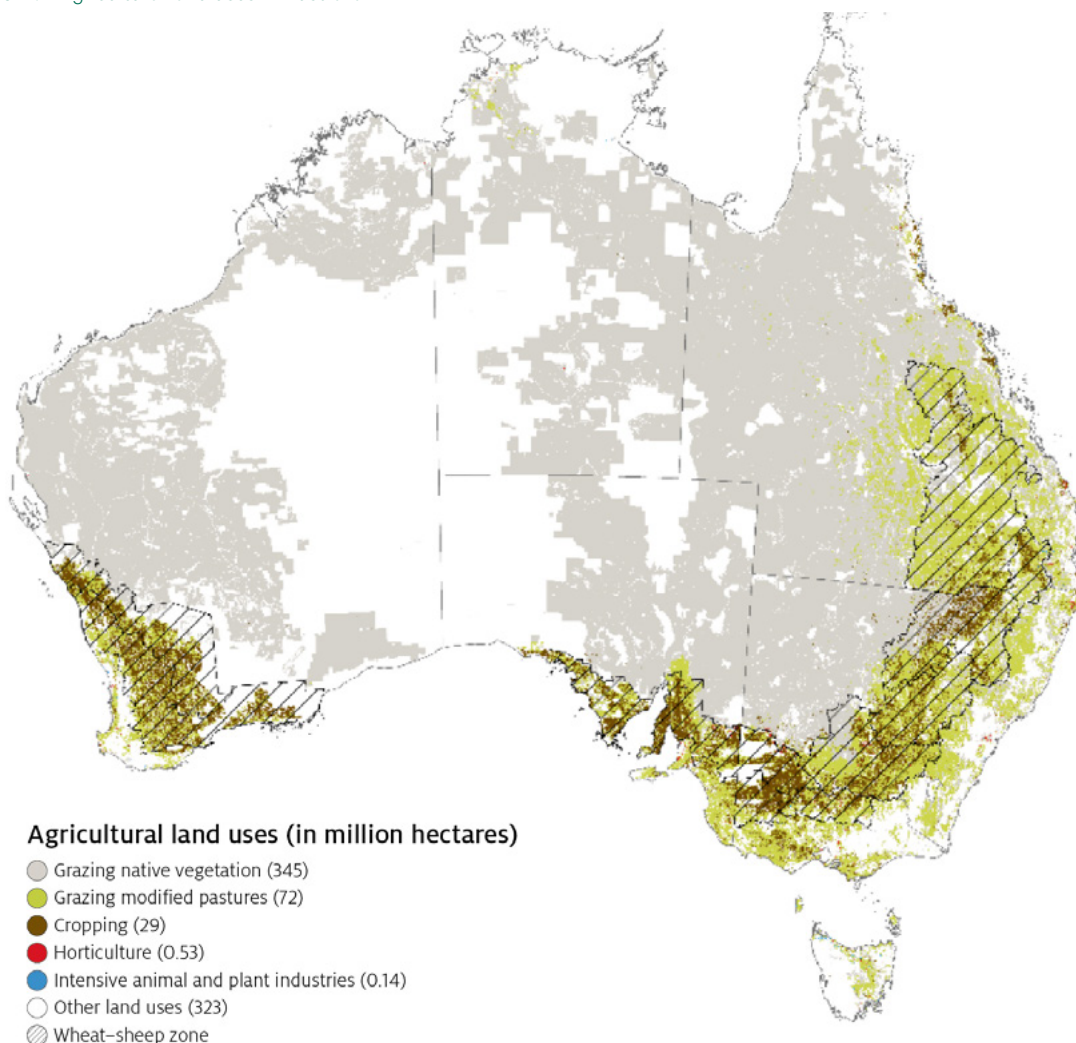 Agricultural land uses (in million hectares)
Grazing native vegetation (345)
Grazing modified pastures (72)
Cropping (29)
Horticulture (0.53)
Intensive animal and plant industries (0.14)
Other land uses (323)
Wheat–sheep zone